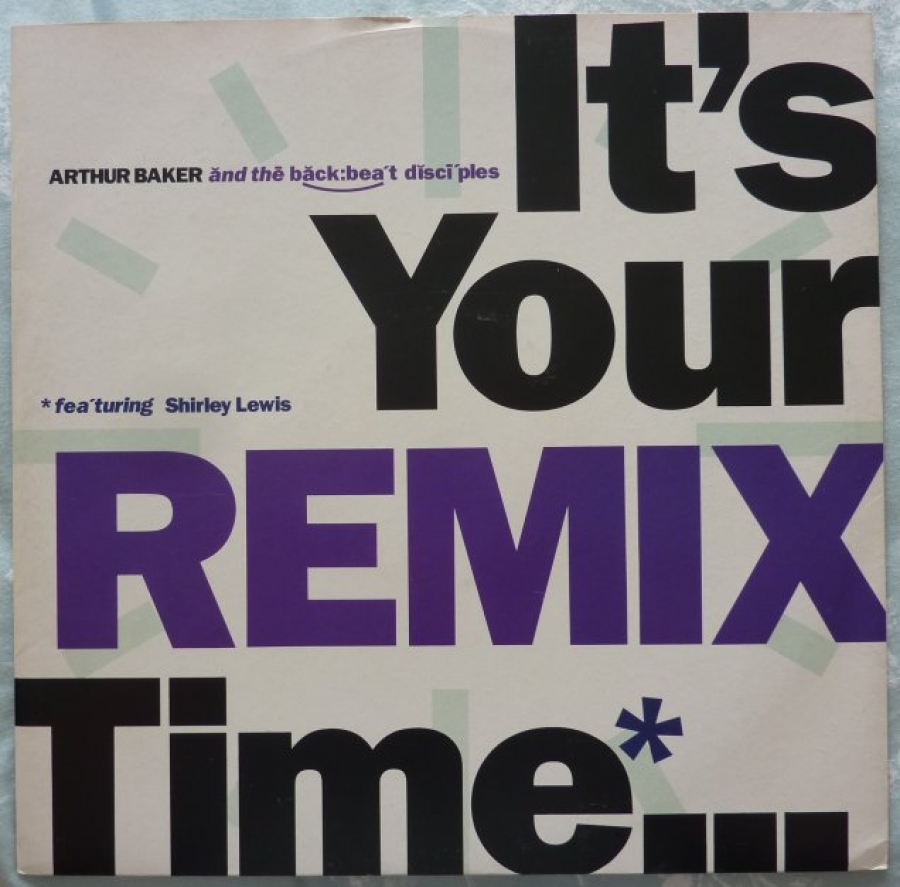 It's
ARTHUR BAKER ănd thē băck:bea´t dĭscī´ples
Your
* fea´turing Shirley Lewis
REMIX
Time*...